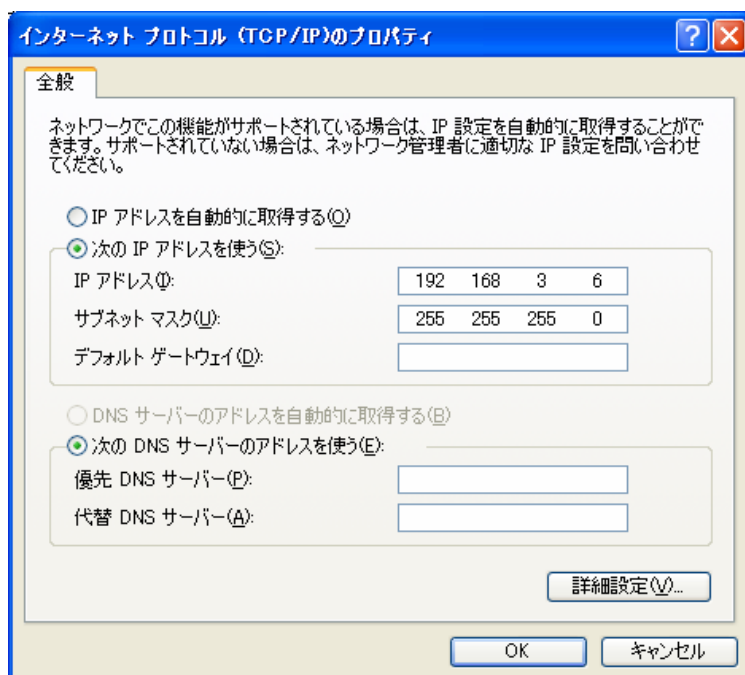 インターネット プロトコル (TCP/IP)のプロパティ
全般
ネットワークでこの機能がサポートされている場合は、IP 設定を自動的に取得することがで
きます。サポートされていない場合は、ネットワーク管理者に適切な IP 設定を問い合わせ
てください。
IP アドレスを自動的に取得する(O)
次の IP アドレスを使う(S):
IP アドレス(I): 192 168 3 6
サブネット マスク(U): 255 255 255 0
デフォルト ゲートウェイ(D):
DNS サーバーのアドレスを自動的に取得する(B)
次の DNS サーバーのアドレスを使う(E):
優先 DNS サーバー(P):
代替 DNS サーバー(A):
詳細設定(V)...
OK キャンセル